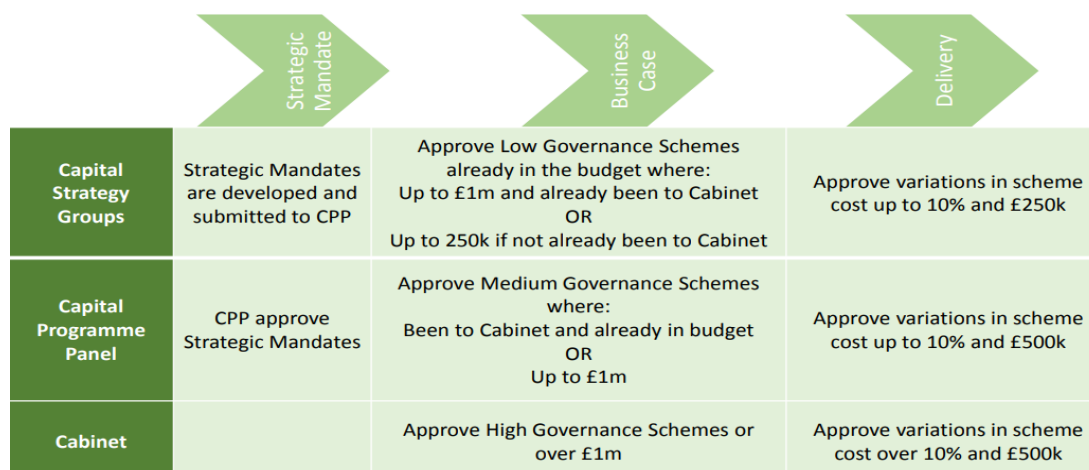 Strategic
Mandate
Business
Case
Delivery
Capital
Strategy
Groups
Strategic Mandates
are developed and
submitted to CPP
Approve Low Governance Schemes
already in the budget where:
Up to £1m and already been to Cabinet
OR
Up to 250k if not already been to Cabinet
Approve variations in scheme
cost up to 10% and £250k
Capital
Programme
Panel
CPP approve
Strategic Mandates
Approve Medium Governance Schemes
where:
Been to Cabinet and already in budget
OR
Up to £1m
Approve variations in scheme
cost up to 10% and £500k
Cabinet
Approve High Governance Schemes or
over £1m
Approve variations in scheme
cost over 10% and £500k